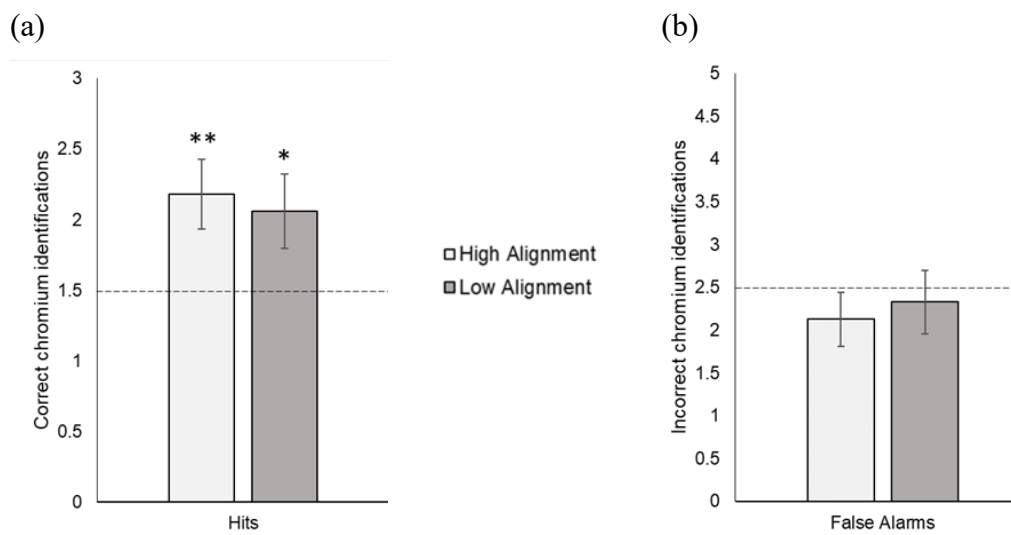 (a)
Correct chromium identifications
3
2.5
2
1.5
1
0.5
0
**
*
Hits
High Alignment
Low Alignment
(b)
Incorrect chromium identifications
5
4.5
4
3.5
3
2.5
2
1.5
1
0.5
0
False Alarms